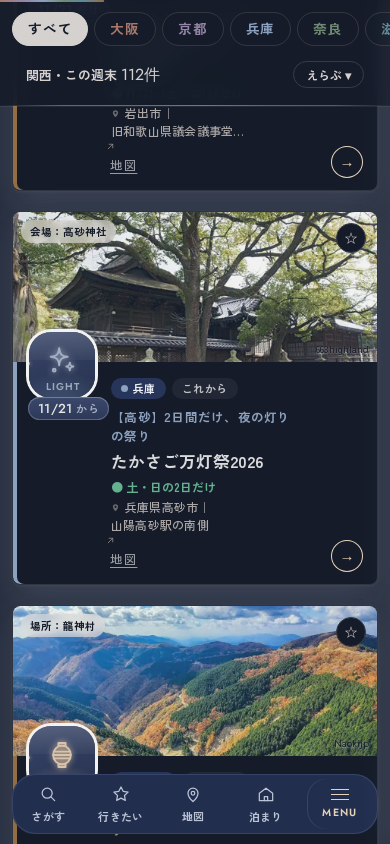 すべて
大阪
京都
兵庫
奈良
関西・この週末 112件
えらぶ ▾
岩出市｜
旧和歌山県議会議事堂…
↗
地図
→
会場：高砂神社
☆
highland
LIGHT
11/21 から
兵庫
これから
【高砂】2日間だけ、夜の灯り
の祭り
たかさご万灯祭2026
土・日の2日だけ
兵庫県高砂市｜
山陽高砂駅の南側
↗
地図
→
場所：龍神村
☆
Naokijp
さがす
行きたい
地図
泊まり
MENU